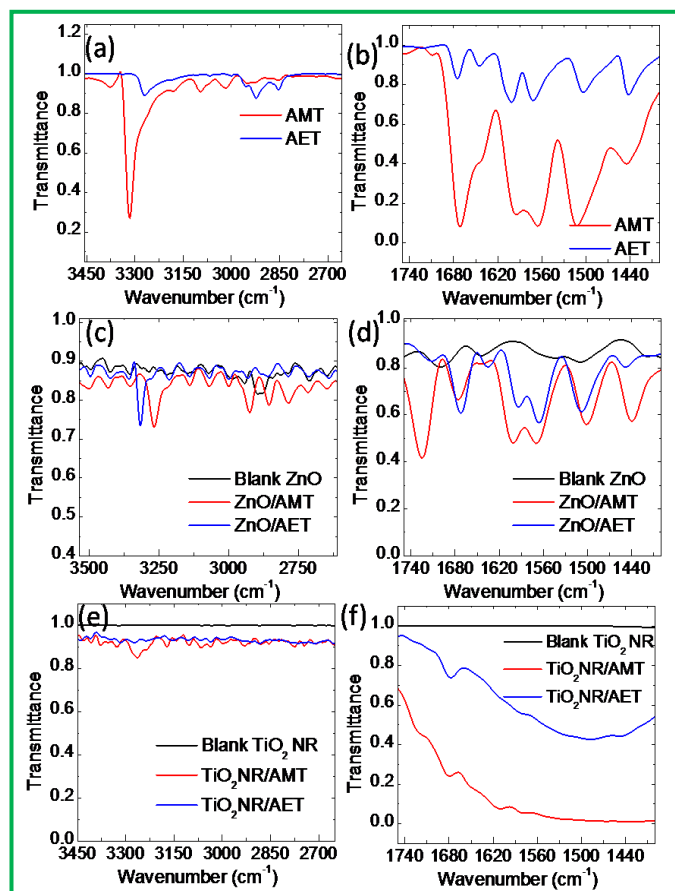 (a)
1.2
1.0
0.8
0.6
0.4
0.2
Transmittance
AMT
AET
3450 3300 3150 3000 2850 2700
Wavenumber (cm⁻¹)
(b)
1.0
0.8
0.6
0.4
0.2
0.0
Transmittance
AMT
AET
1740 1680 1620 1560 1500 1440
Wavenumber (cm⁻¹)
(c)
1.0
0.9
0.8
0.7
0.6
0.5
0.4
Transmittance
Blank ZnO
ZnO/AMT
ZnO/AET
3500 3250 3000 2750
Wavenumber (cm⁻¹)
(d)
1.0
0.8
0.6
0.4
0.2
0.0
Transmittance
Blank ZnO
ZnO/AMT
ZnO/AET
1740 1680 1620 1560 1500 1440
Wavenumber (cm⁻¹)
(e)
1.0
0.8
0.6
0.4
0.2
0.0
Transmittance
Blank TiO₂ NR
TiO₂NR/AMT
TiO₂NR/AET
3450 3300 3150 3000 2850 2700
Wavenumber (cm⁻¹)
(f)
1.0
0.8
0.6
0.4
0.2
0.0
Transmittance
Blank TiO₂ NR
TiO₂NR/AMT
TiO₂NR/AET
1740 1680 1620 1560 1500 1440
Wavenumber (cm⁻¹)